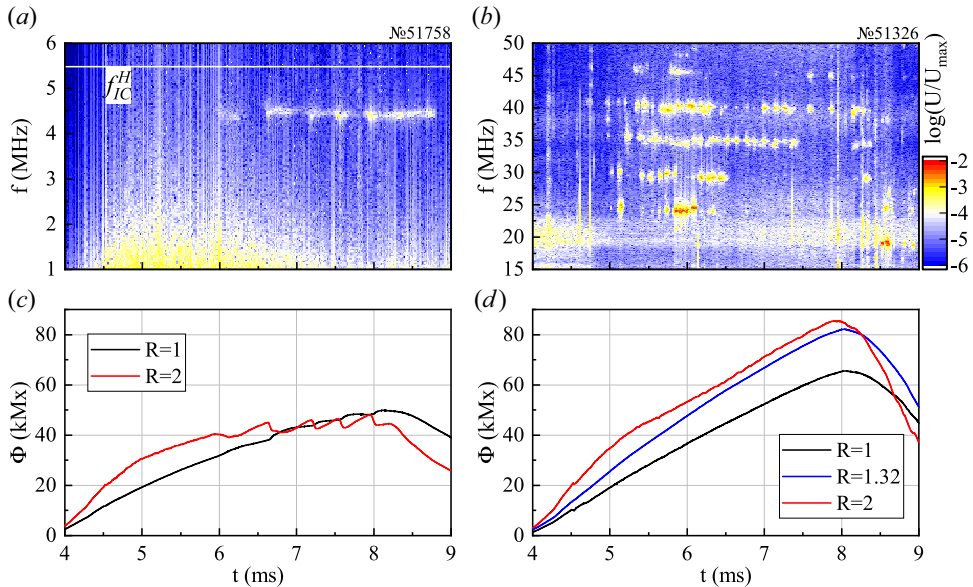 (a)
№51758
6
5
4
3
2
1
f (MHz)
f_IC^H
(b)
№51326
50
45
40
35
30
25
20
15
f (MHz)
log(U/U_max)
-2
-3
-4
-5
-6
(c)
80
60
40
20
0
Φ (kMx)
R=1
R=2
4 5 6 7 8 9
t (ms)
(d)
80
60
40
20
0
Φ (kMx)
R=1
R=1.32
R=2
4 5 6 7 8 9
t (ms)